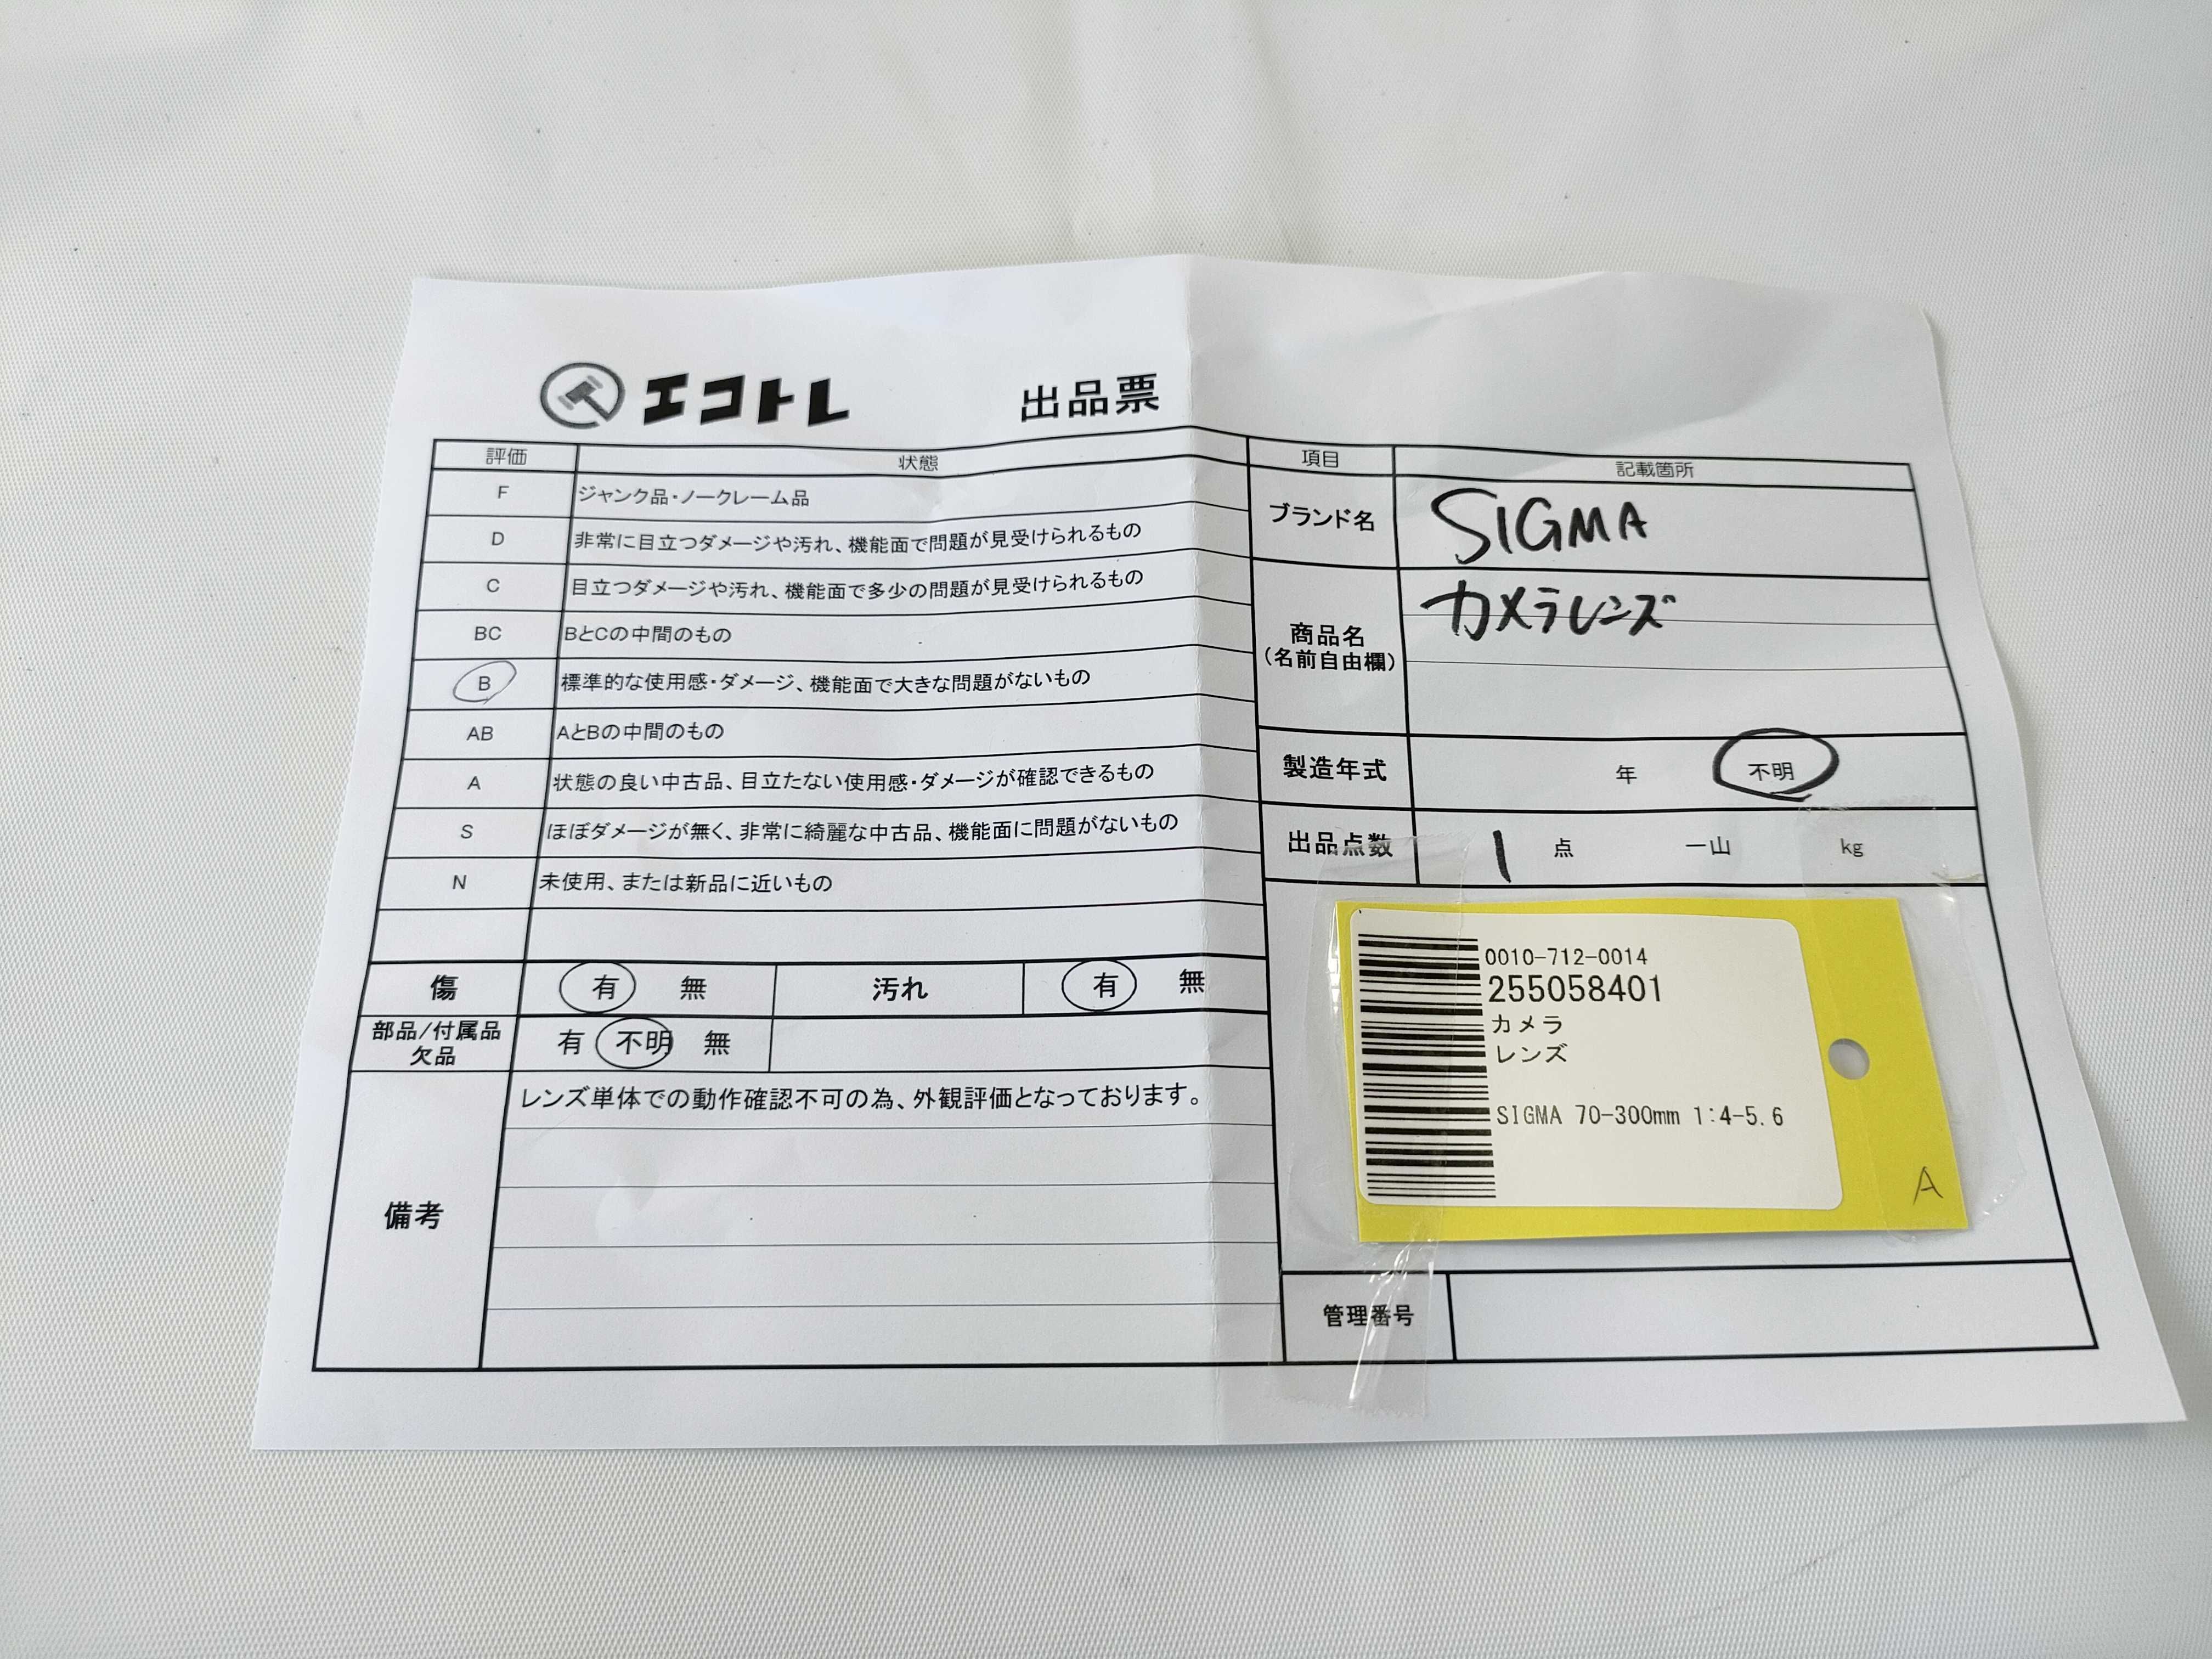 エコトレ 出品票
評価 状態
F ジャンク品・ノークレーム品
D 非常に目立つダメージや汚れ、機能面で問題が見受けられるもの
C 目立つダメージや汚れ、機能面で多少の問題が見受けられるもの
BC BとCの中間のもの
B 標準的な使用感・ダメージ、機能面で大きな問題がないもの
AB AとBの中間のもの
A 状態の良い中古品、目立たない使用感・ダメージが確認できるもの
S ほぼダメージが無く、非常に綺麗な中古品、機能面に問題がないもの
N 未使用、または新品に近いもの
傷 有 無 汚れ 有 無
部品/付属品
欠品
有 不明 無
備考
レンズ単体での動作確認不可の為、外観評価となっております。
項目 記載箇所
ブランド名 SIGMA
商品名
(名前自由欄)
カメラレンズ
製造年式 年 不明
出品点数 1 点 一山 kg
0010-712-0014
255058401
カメラ
レンズ
SIGMA 70-300mm 1:4-5.6
A
管理番号